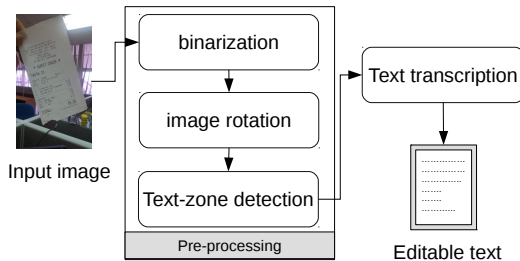 binarization
Text transcription
image rotation
Input image
Text-zone detection
Pre-processing
Editable text